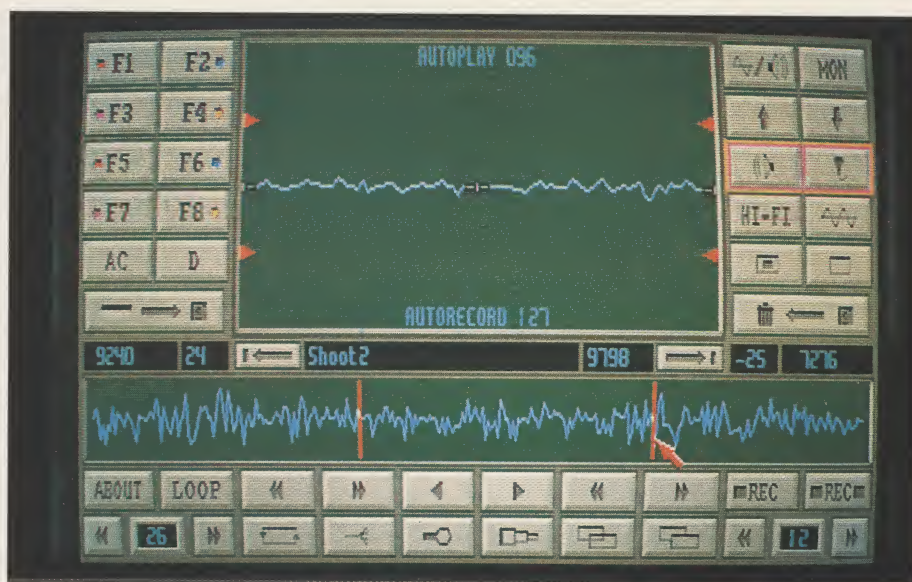 F1 F2 AUTOPLAY 096 MON
F3 F4
F5 F6
F7 F8 HI-FI
AC D
AUTORECORD 127
9240 24 Shoot2 9798 -25 7276
ABOUT LOOP REC REC
26 12